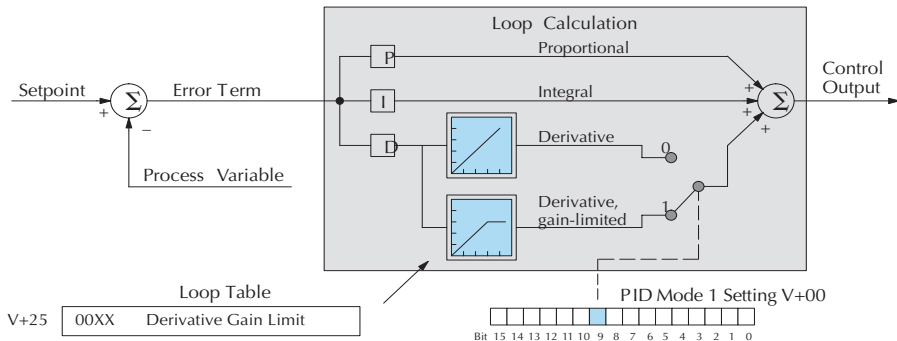 Loop Calculation
Proportional
P
Setpoint
+
Σ
Error Term
I
Integral
+
+
+
Σ
Control
Output
−
D
Derivative
0
Process Variable
Derivative,
gain-limited
1
Loop Table
V+25
00XX Derivative Gain Limit
PID Mode 1 Setting V+00
Bit 15 14 13 12 11 10 9 8 7 6 5 4 3 2 1 0